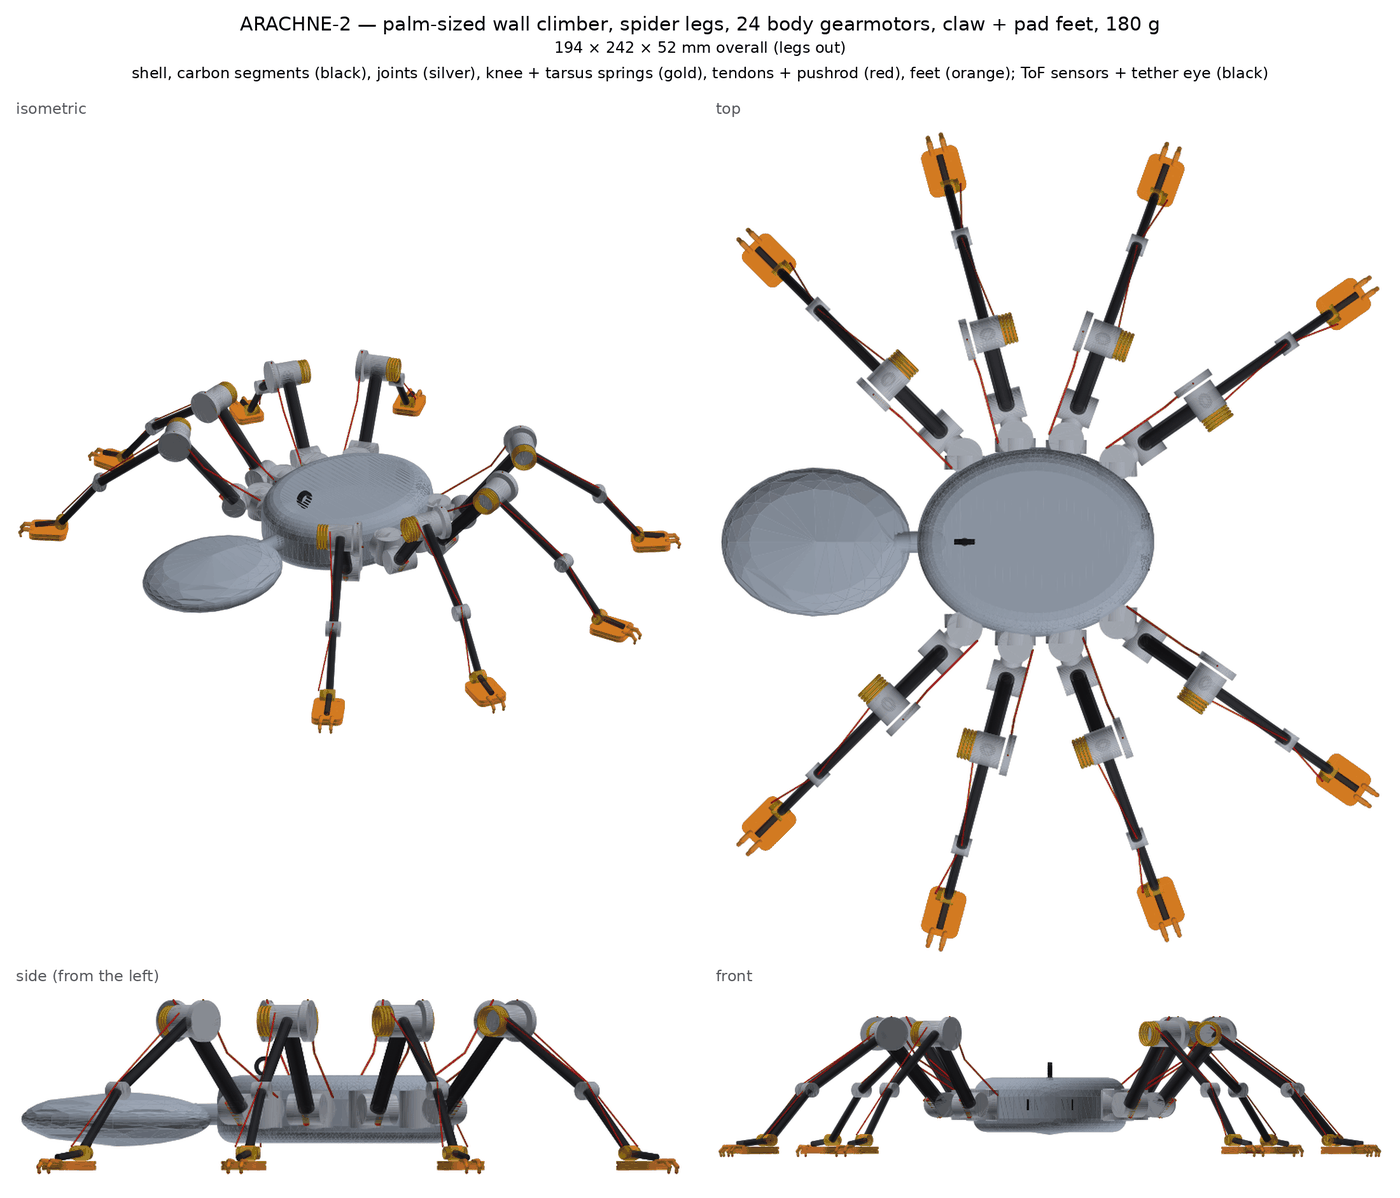 ARACHNE-2 — palm-sized wall climber, spider legs, 24 body gearmotors, claw + pad feet, 180 g
194 × 242 × 52 mm overall (legs out)
shell, carbon segments (black), joints (silver), knee + tarsus springs (gold), tendons + pushrod (red), feet (orange); ToF sensors + tether eye (black)
isometric
top
side (from the left)
front